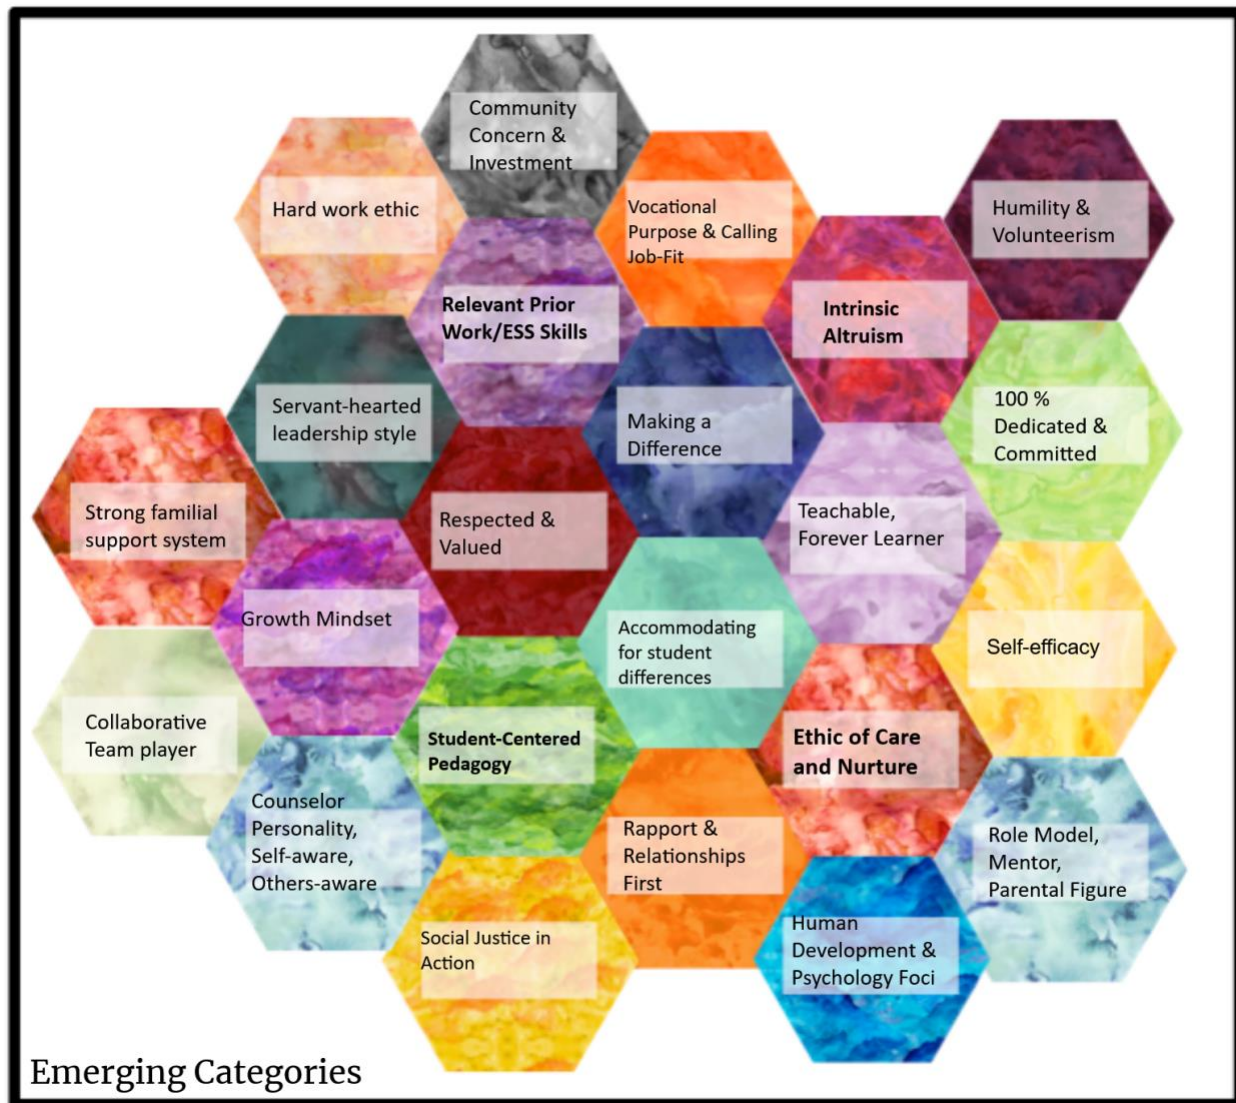 Community
Concern &
Investment
Hard work ethic
Vocational
Purpose & Calling
Job-Fit
Humility &
Volunteerism
Relevant Prior
Work/ESS Skills
Intrinsic
Altruism
Servant-hearted
leadership style
Making a
Difference
100 %
Dedicated &
Committed
Strong familial
support system
Respected &
Valued
Teachable,
Forever Learner
Growth Mindset
Accommodating
for student
differences
Self-efficacy
Collaborative
Team player
Student-Centered
Pedagogy
Ethic of Care
and Nurture
Counselor
Personality,
Self-aware,
Others-aware
Rapport &
Relationships
First
Role Model,
Mentor,
Parental Figure
Social Justice in
Action
Human
Development &
Psychology Foci
Emerging Categories